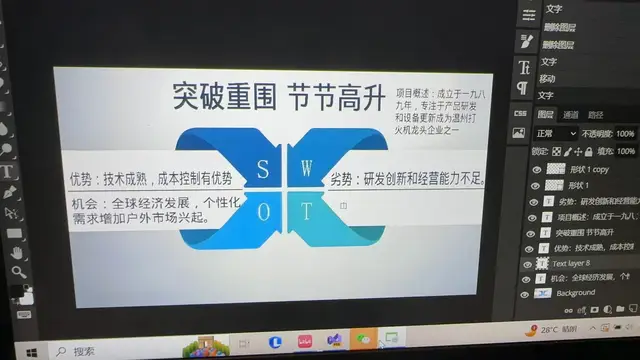 突破重围 节节高升
项目概述：成立于一九八
九年，专注于产品研发
和设备更新成为温州打
火机龙头企业之一
S
W
优势：技术成熟，成本控制有优势
劣势：研发创新和经营能力不足。
机会：全球经济发展，个性化
需求增加户外市场兴起。
O
T
文字
删除图层
删除图层
文字
移动
文字
图层 通道 路径
正常
不透明度: 100%
锁定:
填充: 100%
形状 1 copy
形状 1
劣势：研发创新和经营能
项目概述：成立于一九八
突破重围 节节高升
优势：技术成熟，成本控
Text layer 8
机会：全球经济发展，个
Background
CSS
搜索
28°C 晴朗